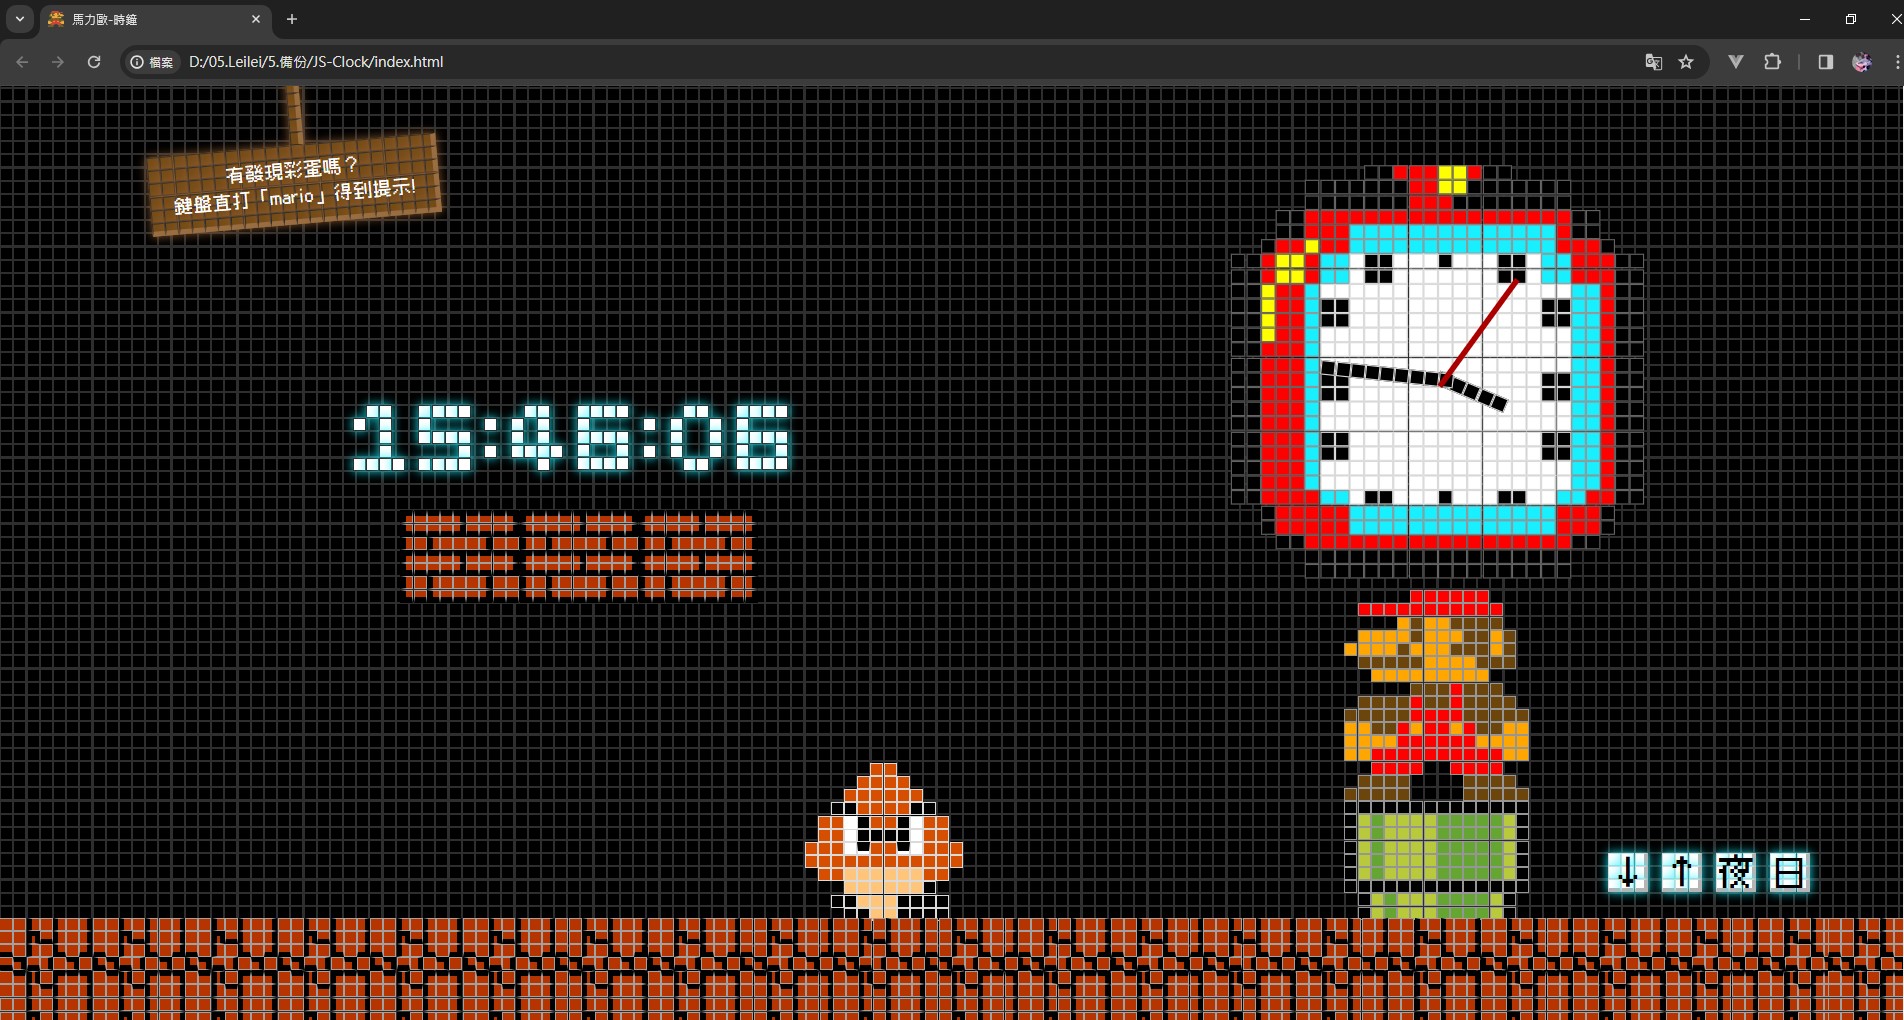 馬力歐-時鐘
檔案
D:/05.Leilei/5.備份/JS-Clock/index.html
有發現彩蛋嗎？
鍵盤直打「mario」得到提示!
15:46:06
↓ ↑ 夜 日